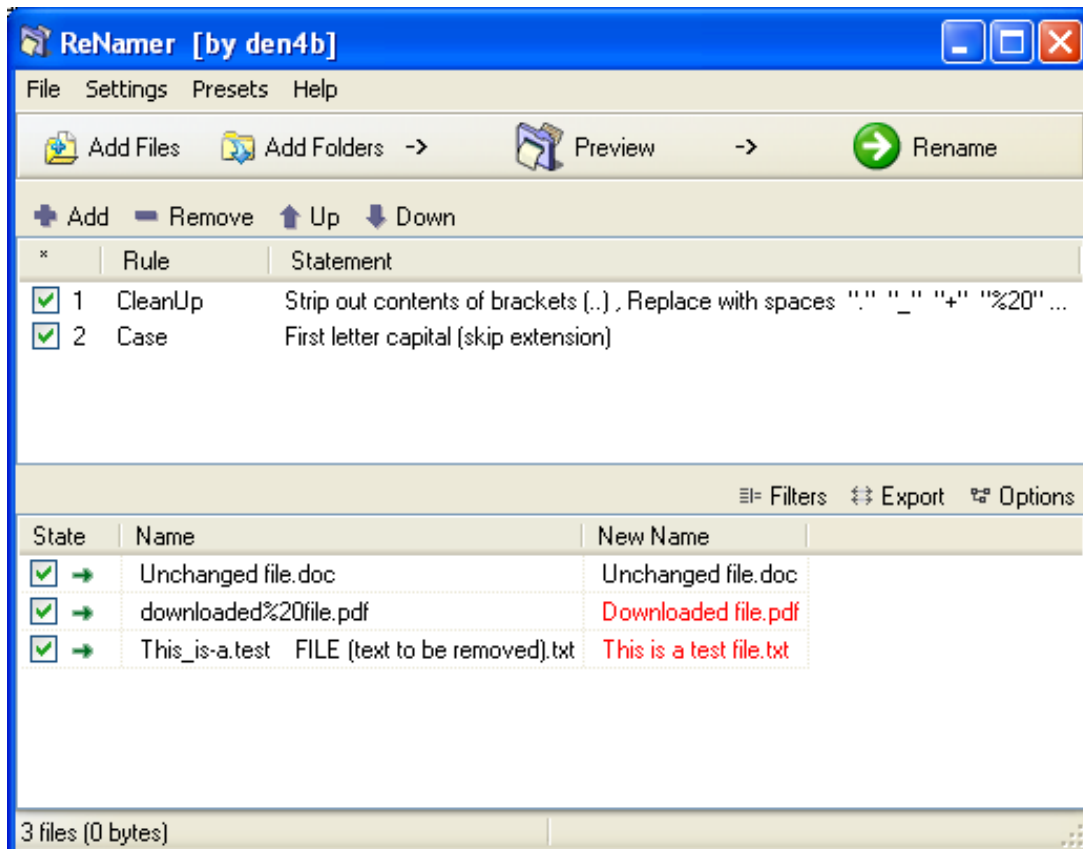 ReNamer [by den4b]
File Settings Presets Help
Add Files Add Folders -> Preview -> Rename
Add Remove Up Down
* Rule Statement
1 CleanUp Strip out contents of brackets (..) , Replace with spaces "." "_" "+" "%20" ...
2 Case First letter capital (skip extension)
Filters Export Options
State Name New Name
Unchanged file.doc Unchanged file.doc
downloaded%20file.pdf Downloaded file.pdf
This_is-a.test    FILE (text to be removed).txt This is a test file.txt
3 files (0 bytes)